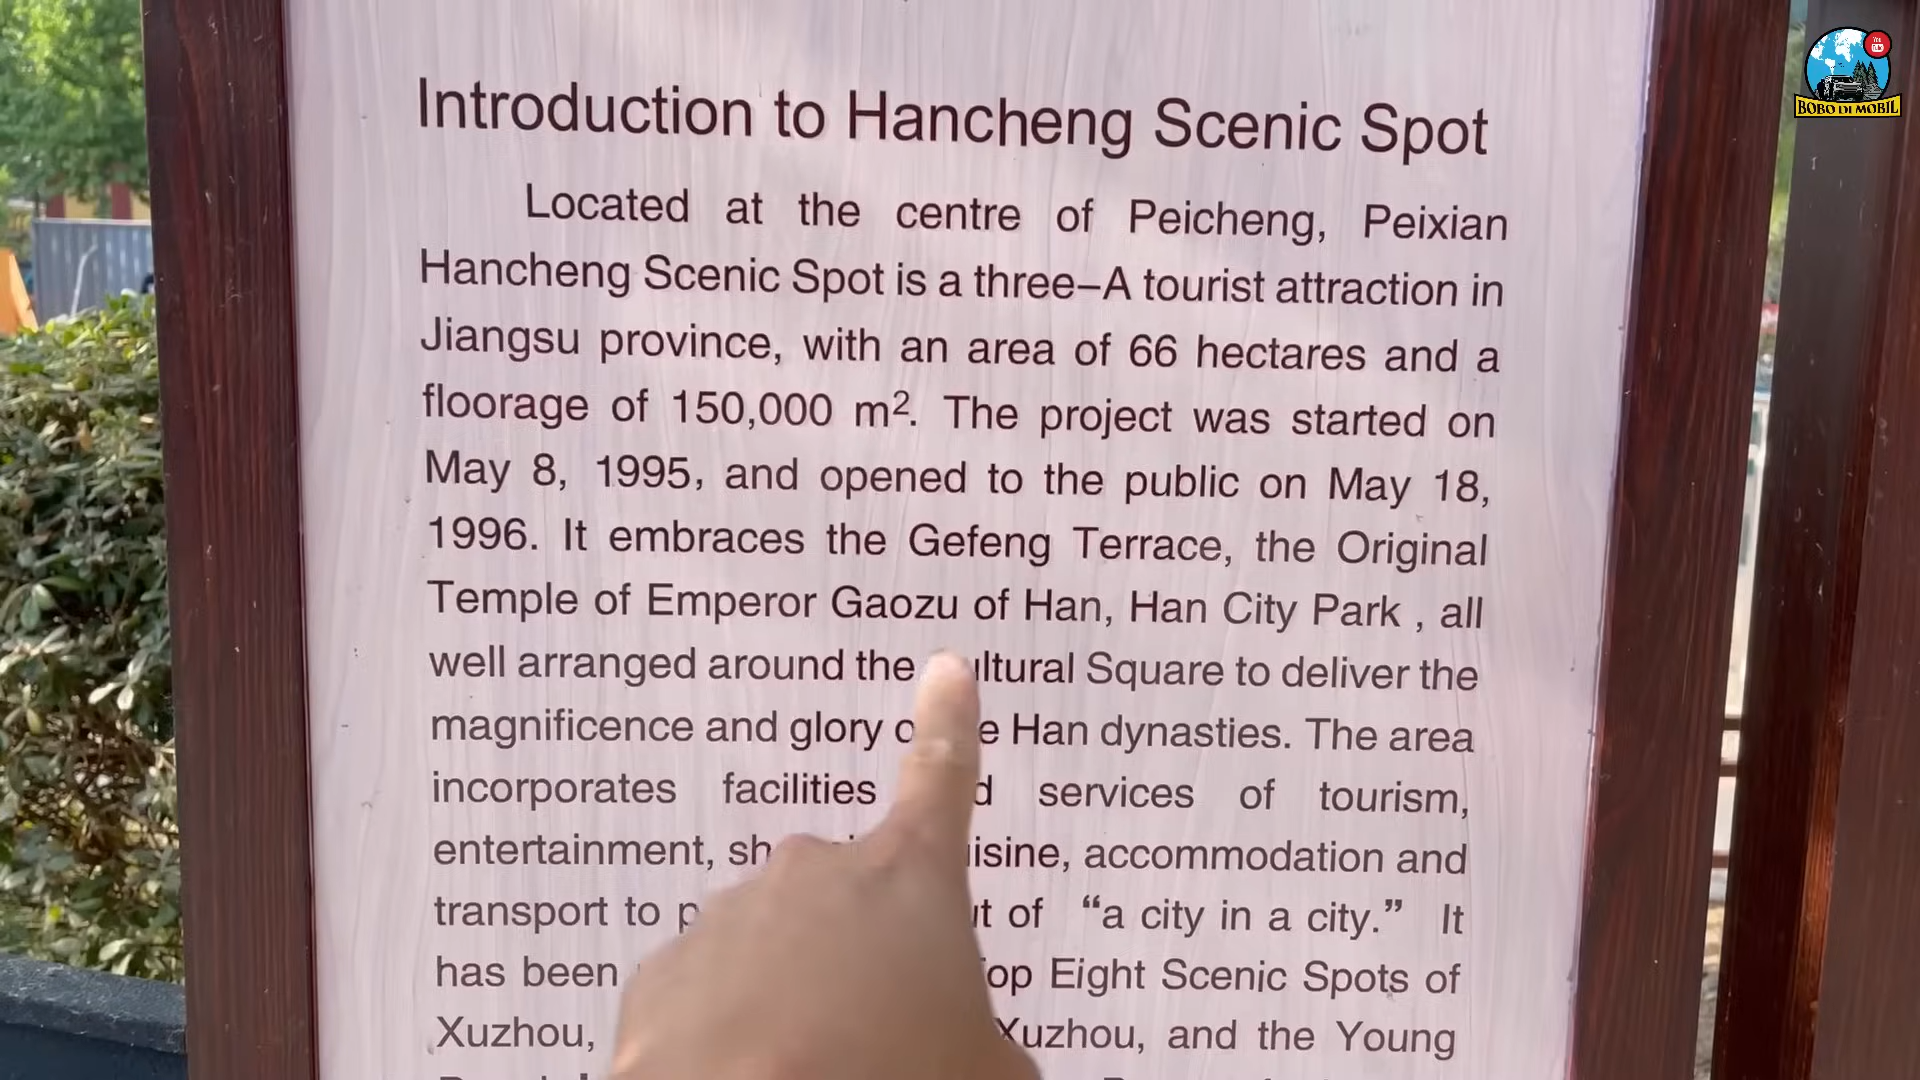 Introduction to Hancheng Scenic Spot
Located at the centre of Peicheng, Peixian
Hancheng Scenic Spot is a three–A tourist attraction in
Jiangsu province, with an area of 66 hectares and a
floorage of 150,000 m². The project was started on
May 8, 1995, and opened to the public on May 18,
1996. It embraces the Gefeng Terrace, the Original
Temple of Emperor Gaozu of Han, Han City Park , all
well arranged around the Square to deliver the
magnificence and glory Han dynasties. The area
incorporates facilities services of tourism,
entertainment, accommodation and
transport to of “a city in a city.” It
has been Eight Scenic Spots of
Xuzhou, Xuzhou, and the Young
You Tube
BOBO DI MOBIL